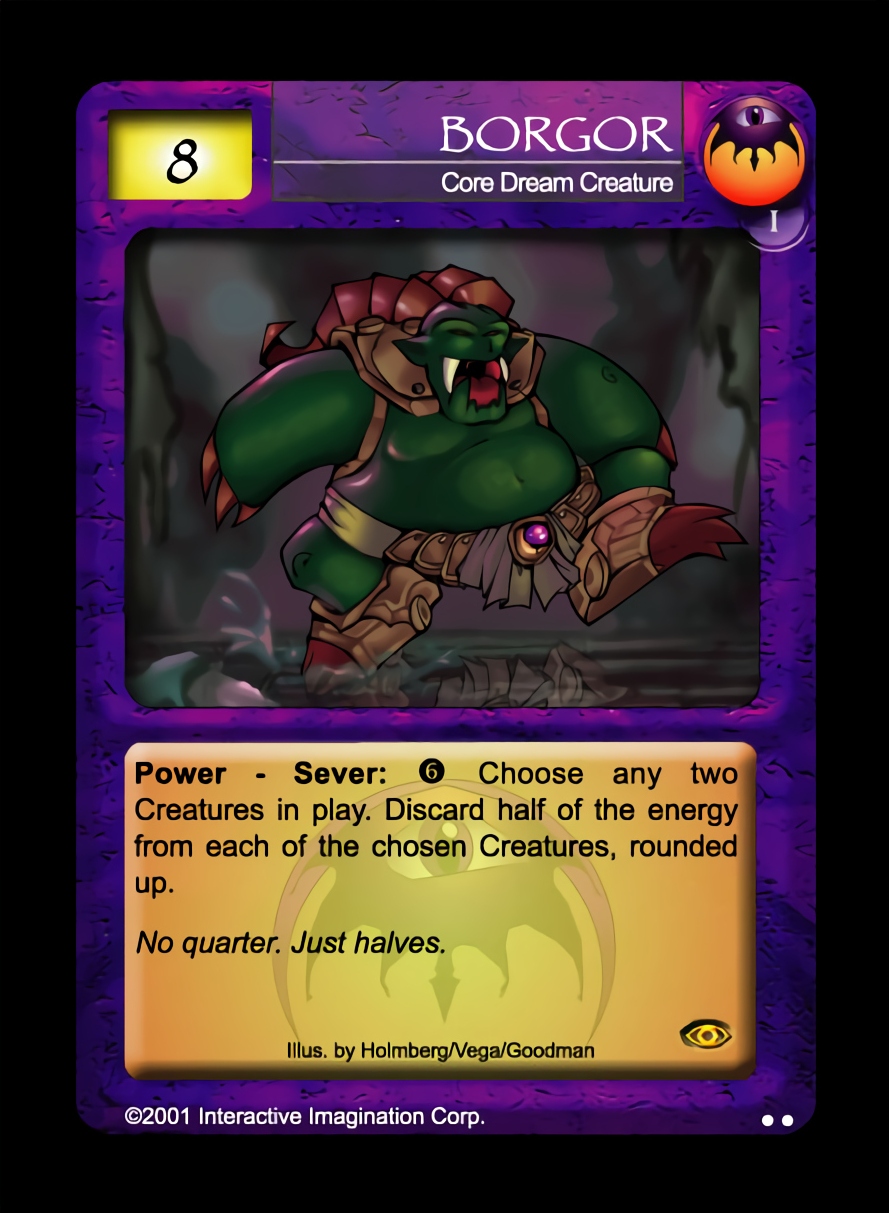 8
BORGOR
Core Dream Creature
I
Power - Sever: ❻ Choose any two
Creatures in play. Discard half of the energy
from each of the chosen Creatures, rounded
up.
No quarter. Just halves.
Illus. by Holmberg/Vega/Goodman
©2001 Interactive Imagination Corp.